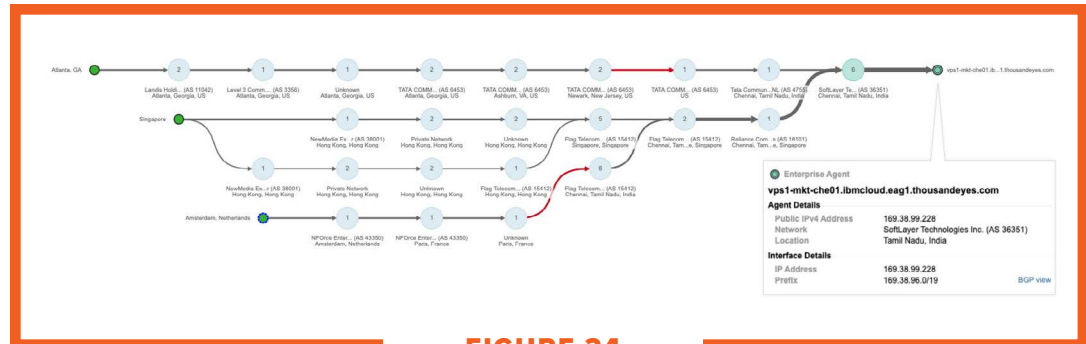 Atlanta, GA
2
1
1
2
2
2
1
1
6
vps1-mkt-che01.ib...1.thousandeyes.com
Landis Holdi... (AS 11042)
Atlanta, Georgia, US
Level 3 Comm... (AS 3356)
Atlanta, Georgia, US
Unknown
Atlanta, Georgia, US
TATA COMM... (AS 6453)
Atlanta, Georgia, US
TATA COMM... (AS 6453)
Ashburn, VA, US
TATA COMM... (AS 6453)
Newark, New Jersey, US
TATA COMM... (AS 6453)
US
Tata Commun...NL (AS 4755)
Chennai, Tamil Nadu, India
SoftLayer Te... (AS 36351)
Chennai, Tamil Nadu, India
Singapore
1
2
2
5
2
1
NewMedia Ex...r (AS 38001)
Hong Kong, Hong Kong
Private Network
Hong Kong, Hong Kong
Unknown
Hong Kong, Hong Kong
Flag Telecom... (AS 15412)
Singapore, Singapore
Flag Telecom... (AS 15412)
Chennai, Tam...e, Singapore
Reliance Com...s (AS 18101)
Chennai, Tam...e, Singapore
1
2
2
1
6
NewMedia Ex...r (AS 38001)
Hong Kong, Hong Kong
Private Network
Hong Kong, Hong Kong
Unknown
Hong Kong, Hong Kong
Flag Telecom... (AS 15412)
Hong Kong, Hong Kong
Flag Telecom... (AS 15412)
Chennai, Tamil Nadu, India
Amsterdam, Netherlands
1
1
1
NFOrce Enter... (AS 43350)
Amsterdam, Netherlands
NFOrce Enter... (AS 43350)
Paris, France
Unknown
Paris, France
Enterprise Agent
vps1-mkt-che01.ibmcloud.eag1.thousandeyes.com
Agent Details
Public IPv4 Address 169.38.99.228
Network SoftLayer Technologies Inc. (AS 36351)
Location Tamil Nadu, India
Interface Details
IP Address 169.38.99.228
Prefix 169.38.96.0/19 BGP view